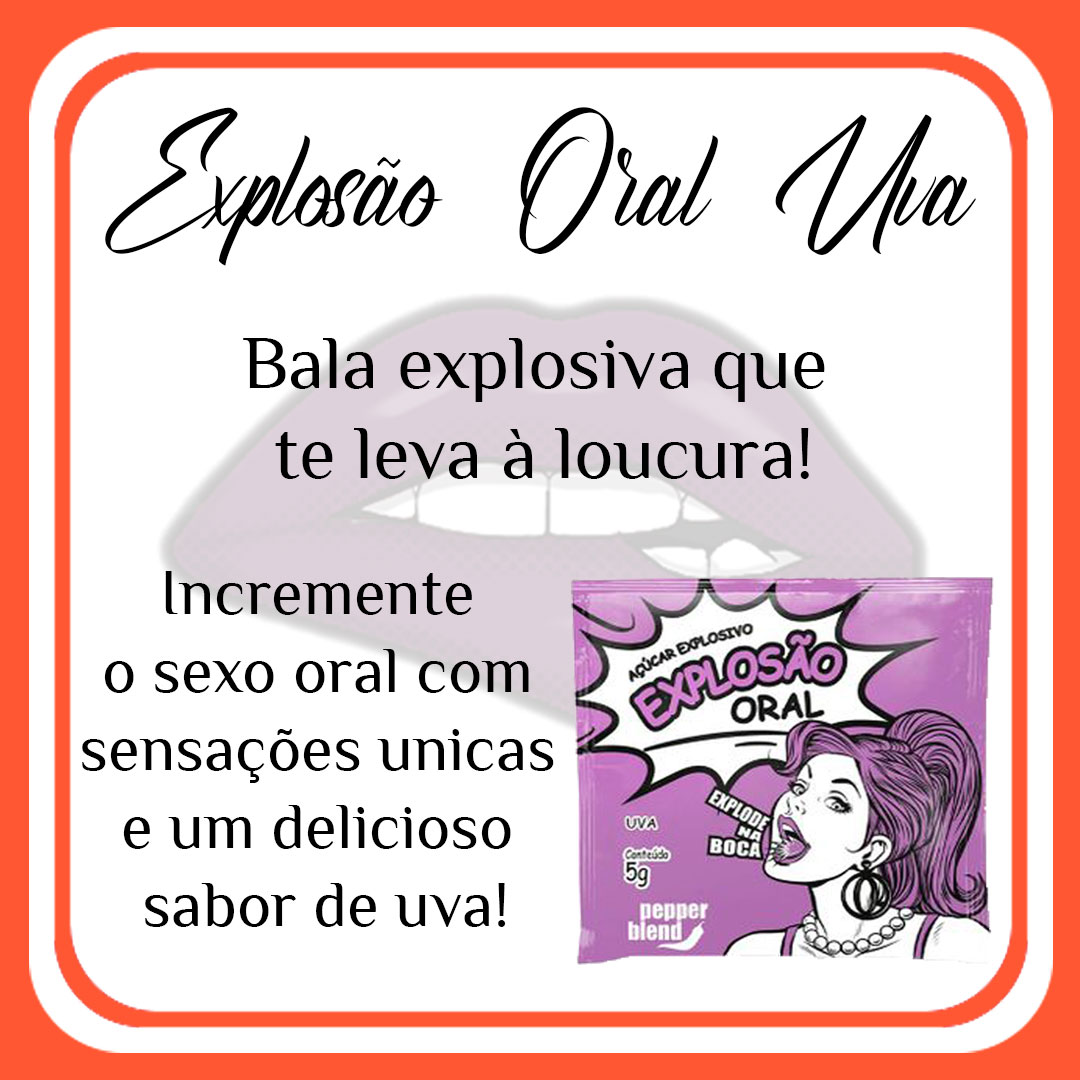 Explosão Oral Uva
Bala explosiva que
te leva à loucura!
Incremente
o sexo oral com
sensações unicas
e um delicioso
sabor de uva!
AÇÚCAR EXPLOSIVO
EXPLOSÃO
ORAL
EXPLODE
NA
BOCA
UVA
Conteúdo
5g
pepper
blend